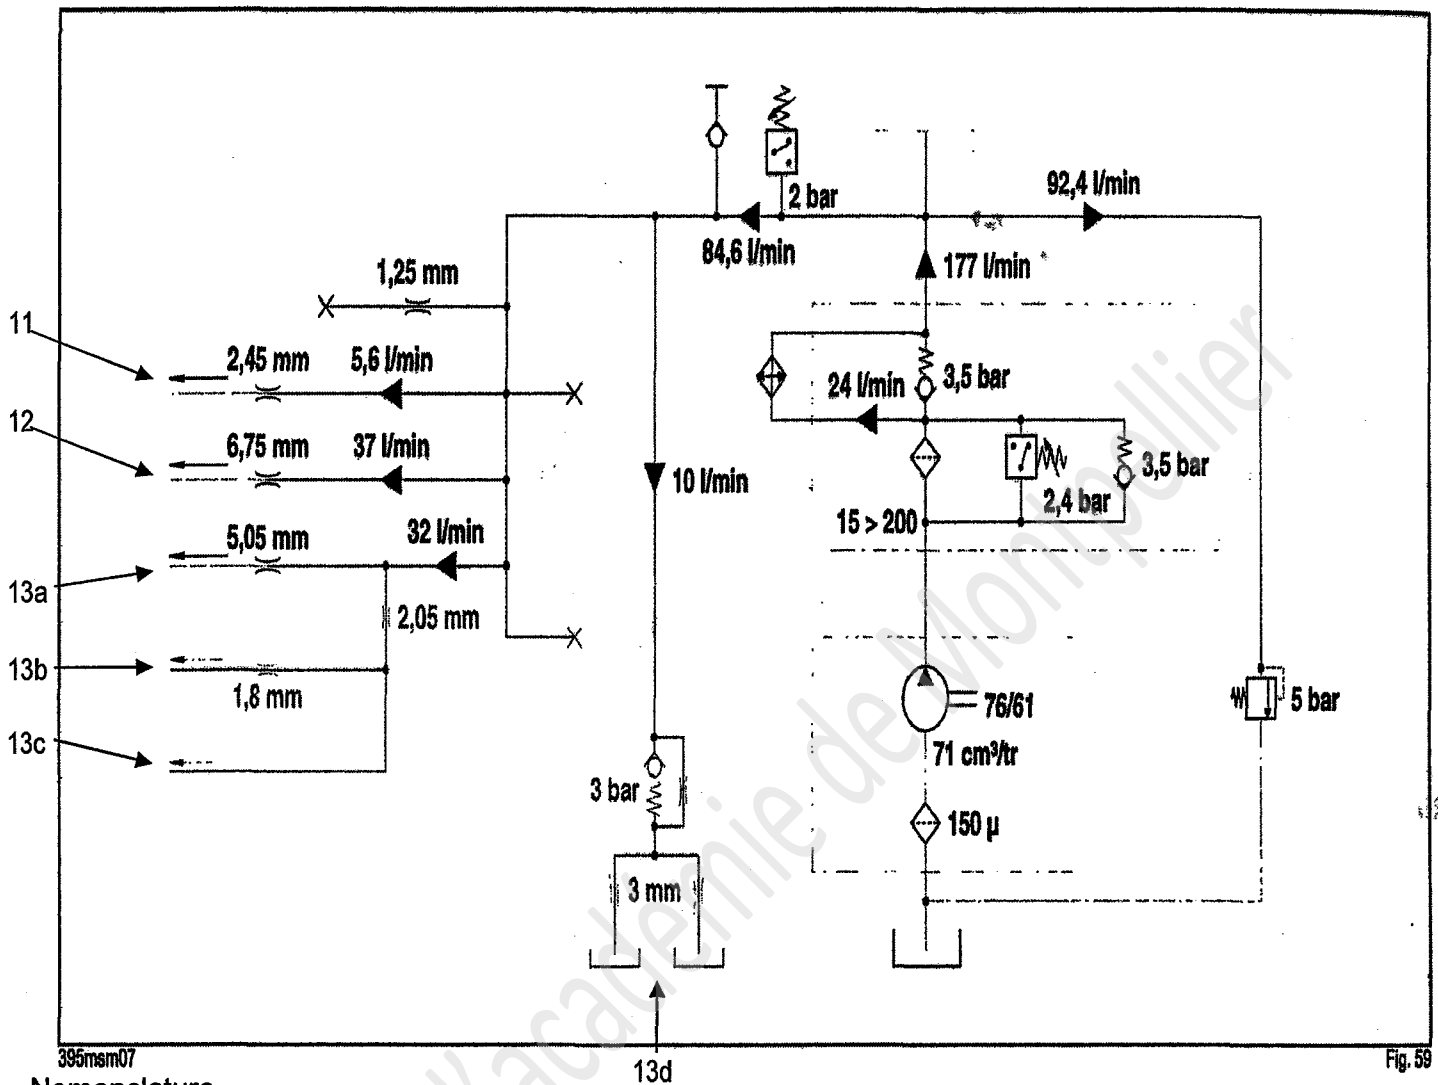 92,4 l/min
2 bar
84,6 l/min
177 l/min
1,25 mm
11
2,45 mm
5,6 l/min
3,5 bar
24 l/min
12
6,75 mm
37 l/min
10 l/min
3,5 bar
2,4 bar
15 > 200
5,05 mm
32 l/min
13a
2,05 mm
13b
1,8 mm
76/61
5 bar
13c
71 cm³/tr
3 bar
150 µ
3 mm
395msm07
Fig. 59
13d
Nomenclature
l'académie de Montpellier